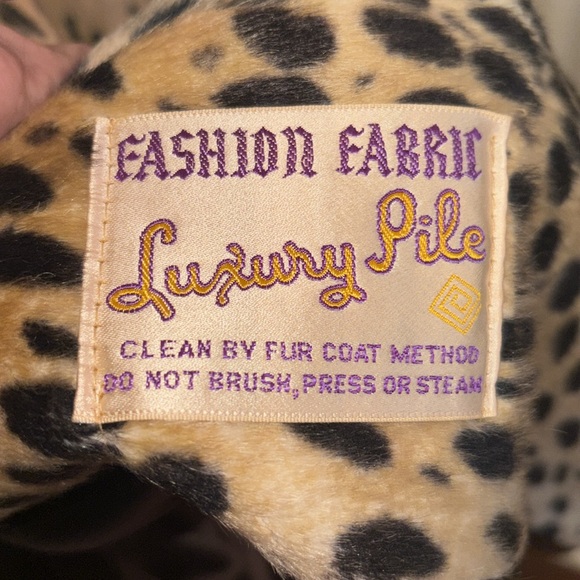 FASHION FABRIC
Luxury Pile
CLEAN BY FUR COAT METHOD
DO NOT BRUSH, PRESS OR STEAM